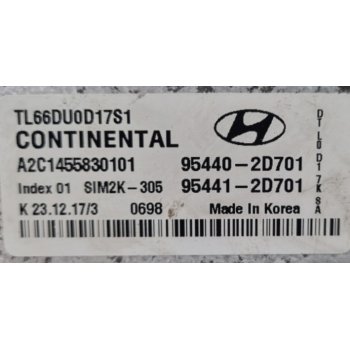 TL66DU0D17S1
CONTINENTAL
A2C1455830101 95440-2D701
Index 01 SIM2K-305 95441-2D701
K 23.12.17/3 0698 Made In Korea
DTL0D17KSA